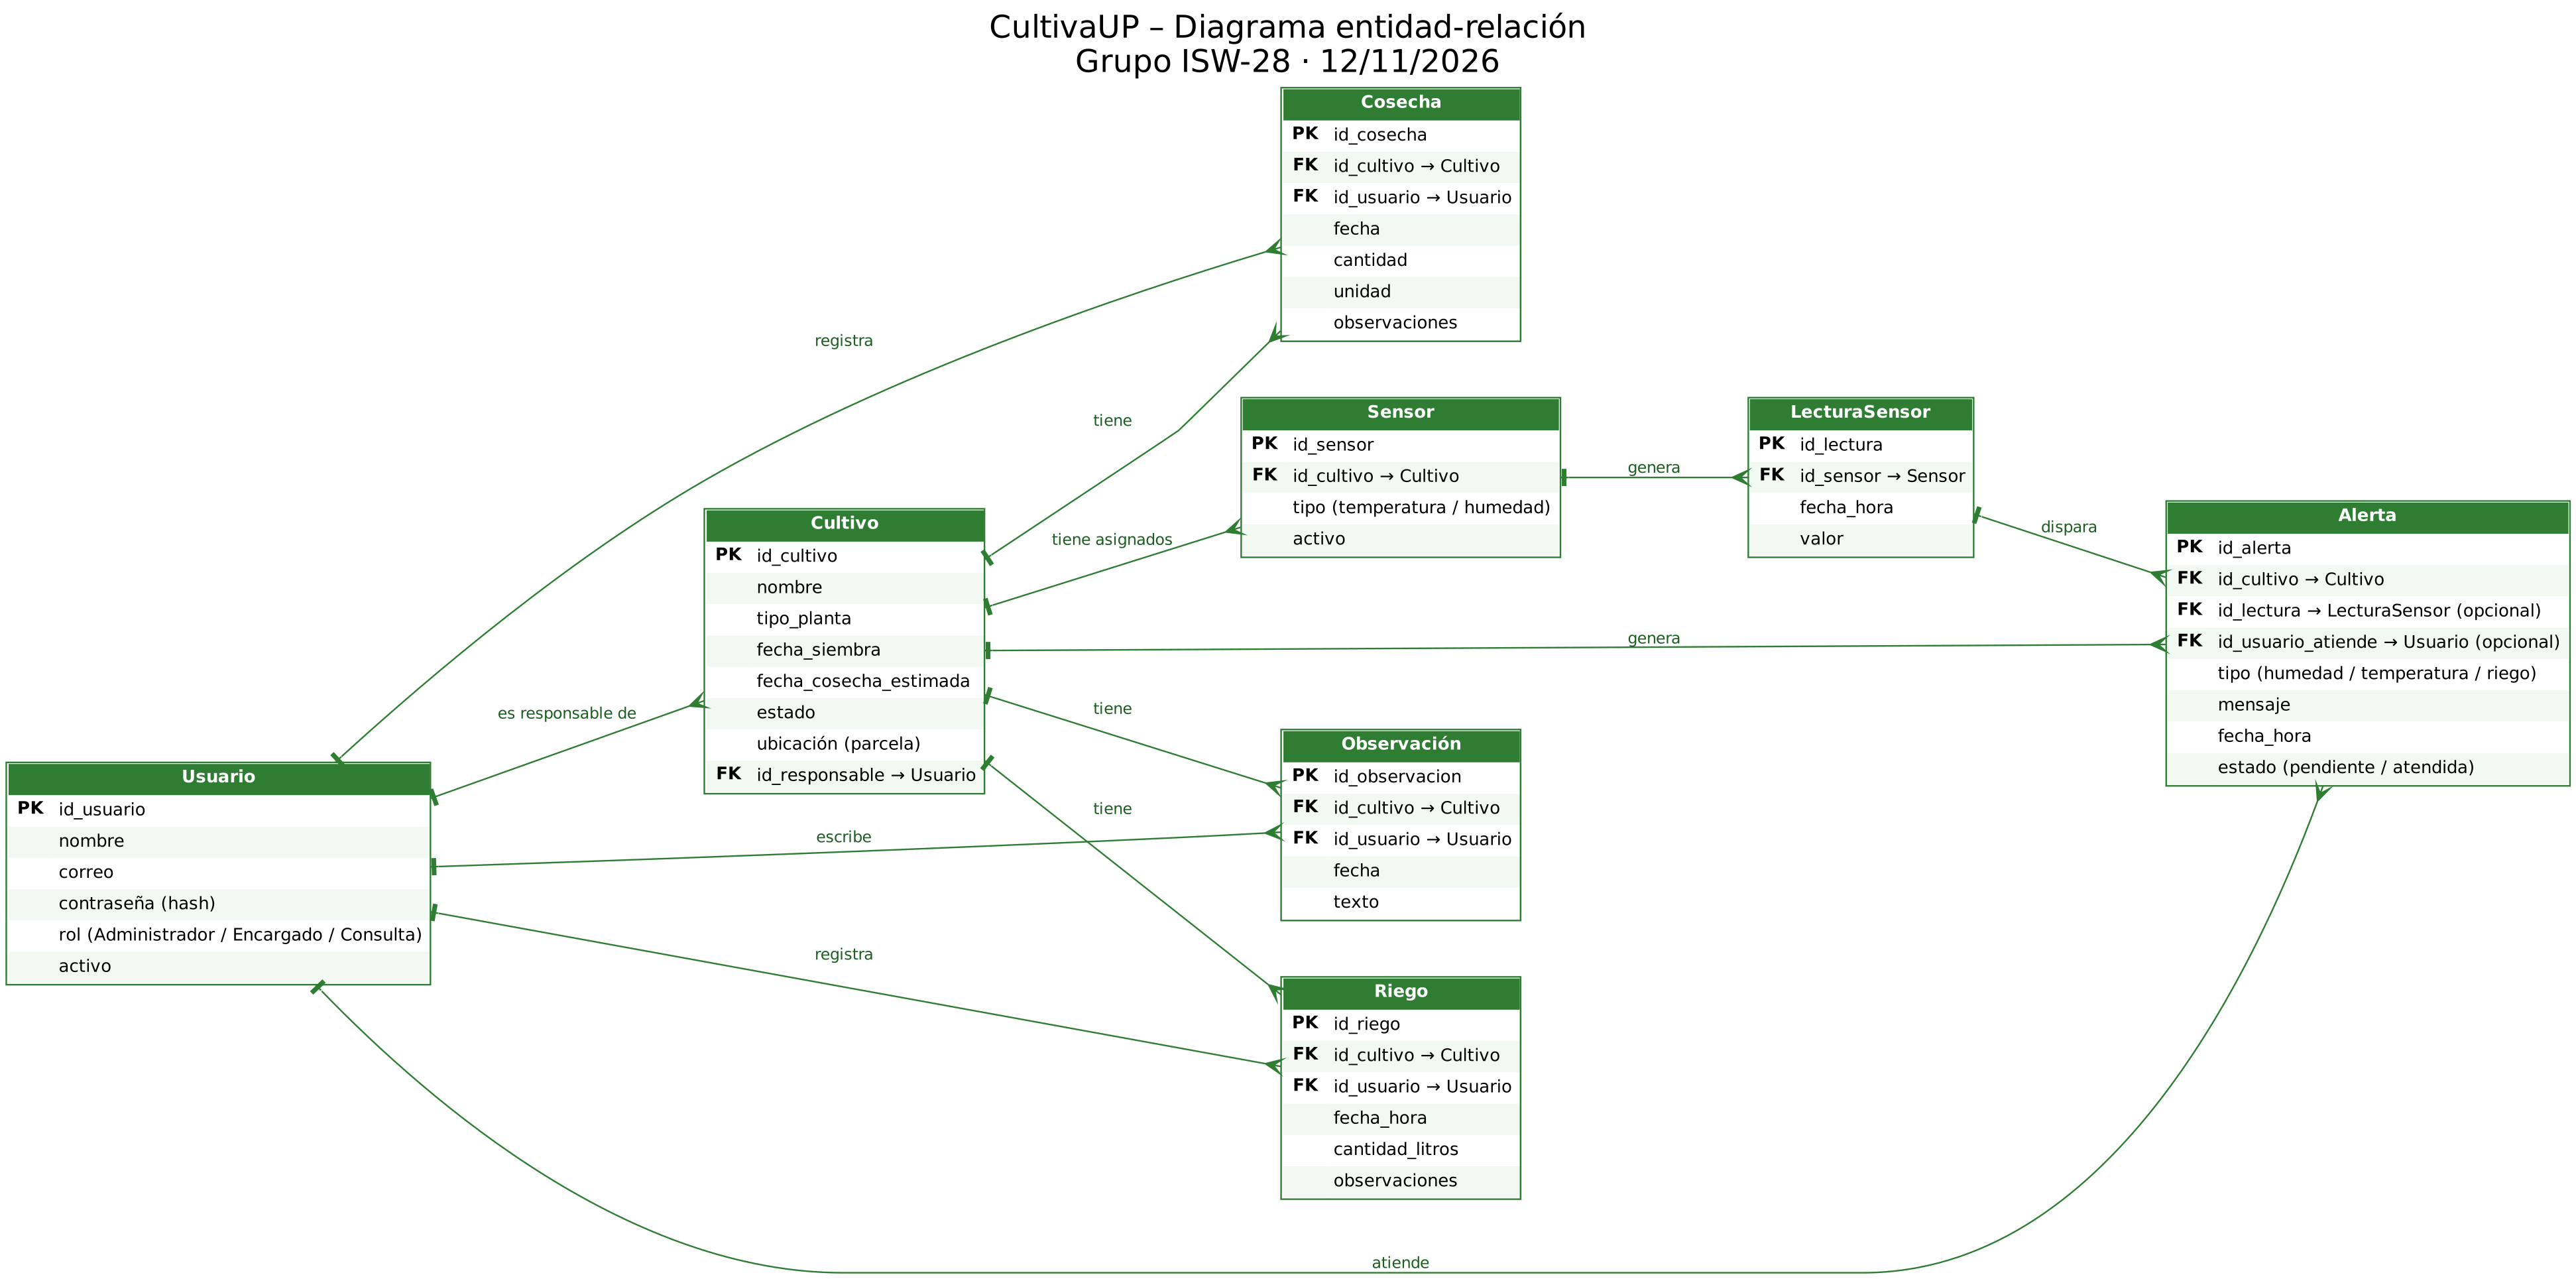 CultivaUP – Diagrama entidad-relación
Grupo ISW-28 · 12/11/2026
Cosecha
PK id_cosecha
FK id_cultivo → Cultivo
FK id_usuario → Usuario
fecha
cantidad
unidad
observaciones
registra
tiene
Sensor
PK id_sensor
FK id_cultivo → Cultivo
tipo (temperatura / humedad)
activo
genera
LecturaSensor
PK id_lectura
FK id_sensor → Sensor
fecha_hora
valor
dispara
Alerta
PK id_alerta
FK id_cultivo → Cultivo
FK id_lectura → LecturaSensor (opcional)
FK id_usuario_atiende → Usuario (opcional)
tipo (humedad / temperatura / riego)
mensaje
fecha_hora
estado (pendiente / atendida)
Cultivo
PK id_cultivo
nombre
tipo_planta
fecha_siembra
fecha_cosecha_estimada
estado
ubicación (parcela)
FK id_responsable → Usuario
tiene asignados
genera
es responsable de
tiene
tiene
Observación
PK id_observacion
FK id_cultivo → Cultivo
FK id_usuario → Usuario
fecha
texto
Usuario
PK id_usuario
nombre
correo
contraseña (hash)
rol (Administrador / Encargado / Consulta)
activo
escribe
registra
Riego
PK id_riego
FK id_cultivo → Cultivo
FK id_usuario → Usuario
fecha_hora
cantidad_litros
observaciones
atiende